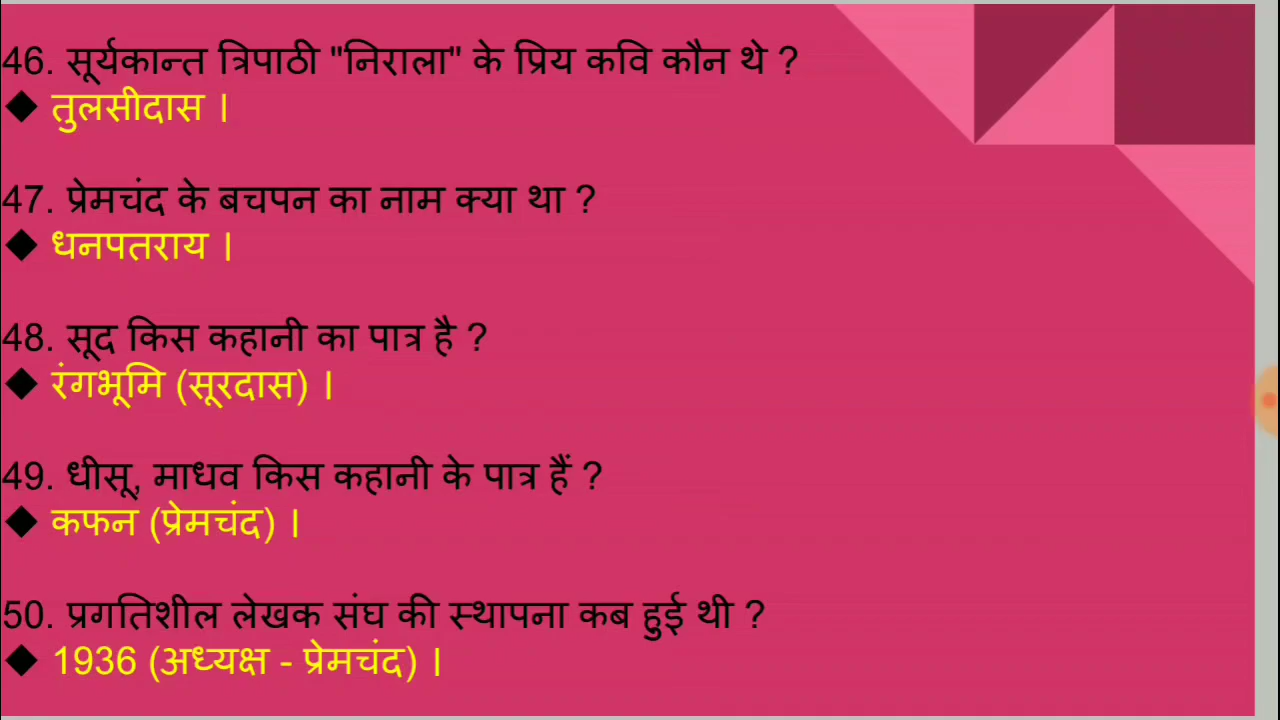 46. सूर्यकान्त त्रिपाठी "निराला" के प्रिय कवि कौन थे ?
◆ तुलसीदास ।
47. प्रेमचंद के बचपन का नाम क्या था ?
◆ धनपतराय ।
48. सूद किस कहानी का पात्र है ?
◆ रंगभूमि (सूरदास) ।
49. धीसू, माधव किस कहानी के पात्र हैं ?
◆ कफन (प्रेमचंद) ।
50. प्रगतिशील लेखक संघ की स्थापना कब हुई थी ?
◆ 1936 (अध्यक्ष - प्रेमचंद) ।